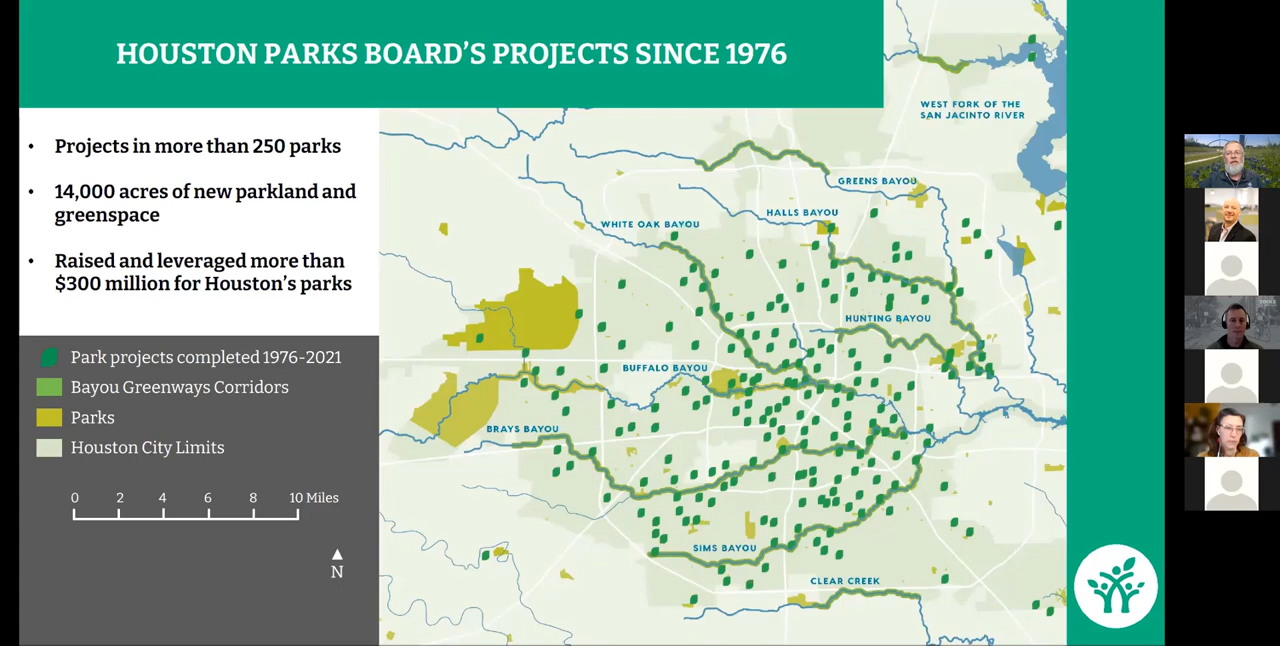 HOUSTON PARKS BOARD'S PROJECTS SINCE 1976
• Projects in more than 250 parks
• 14,000 acres of new parkland and
greenspace
• Raised and leveraged more than
$300 million for Houston's parks
Park projects completed 1976-2021
Bayou Greenways Corridors
Parks
Houston City Limits
0 2 4 6 8 10 Miles
N
WEST FORK OF THE
SAN JACINTO RIVER
GREENS BAYOU
HALLS BAYOU
WHITE OAK BAYOU
HUNTING BAYOU
BUFFALO BAYOU
BRAYS BAYOU
SIMS BAYOU
CLEAR CREEK